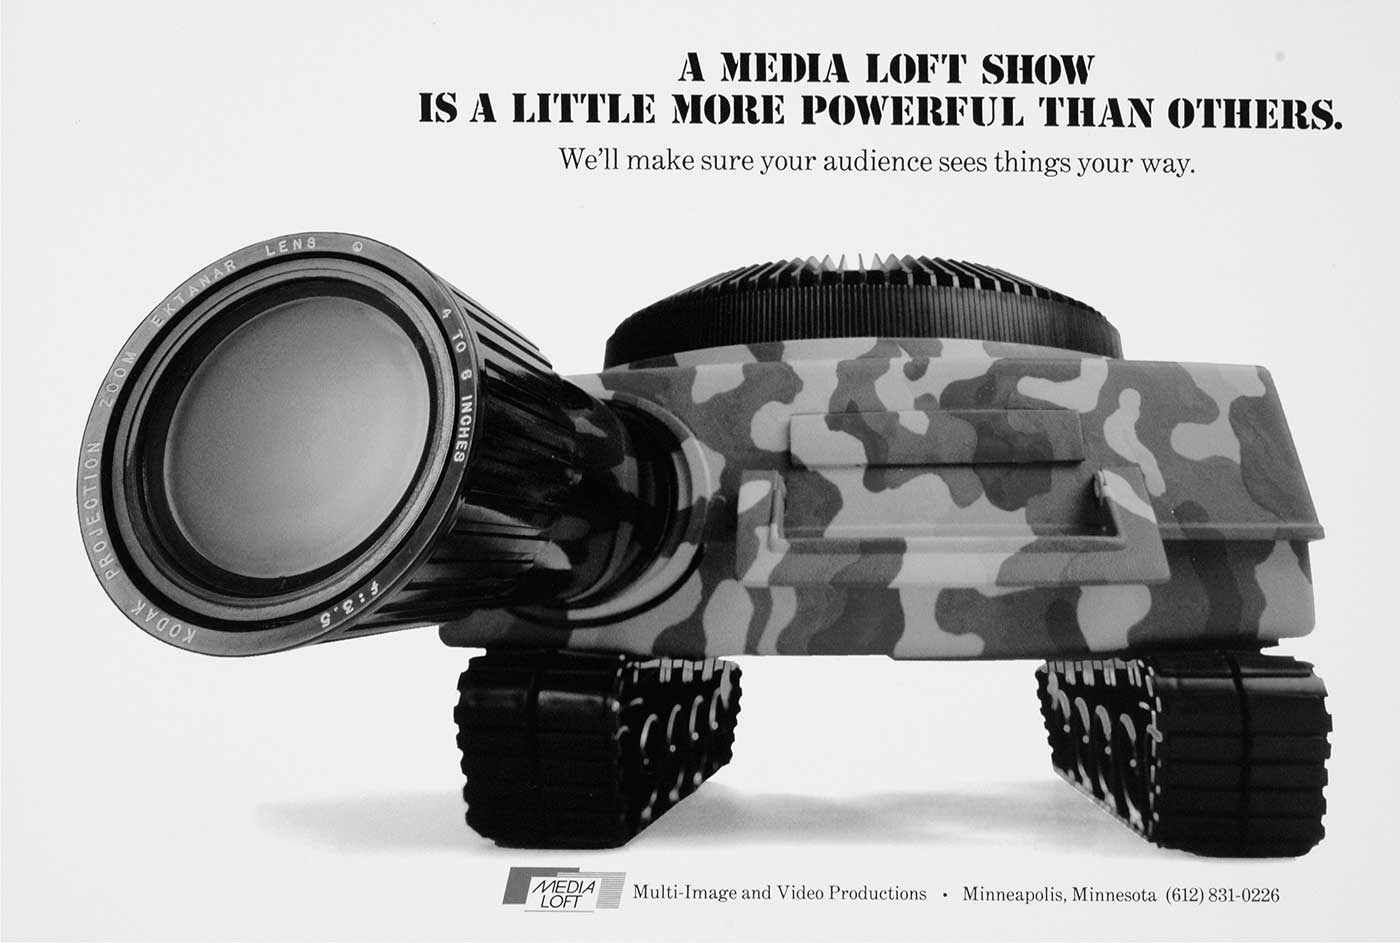 A MEDIA LOFT SHOW
IS A LITTLE MORE POWERFUL THAN OTHERS.
We'll make sure your audience sees things your way.
KODAK PROJECTION ZOOM EKTANAR LENS
4 TO 6 INCHES
f:3.5
MEDIA
LOFT
Multi-Image and Video Productions • Minneapolis, Minnesota (612) 831-0226